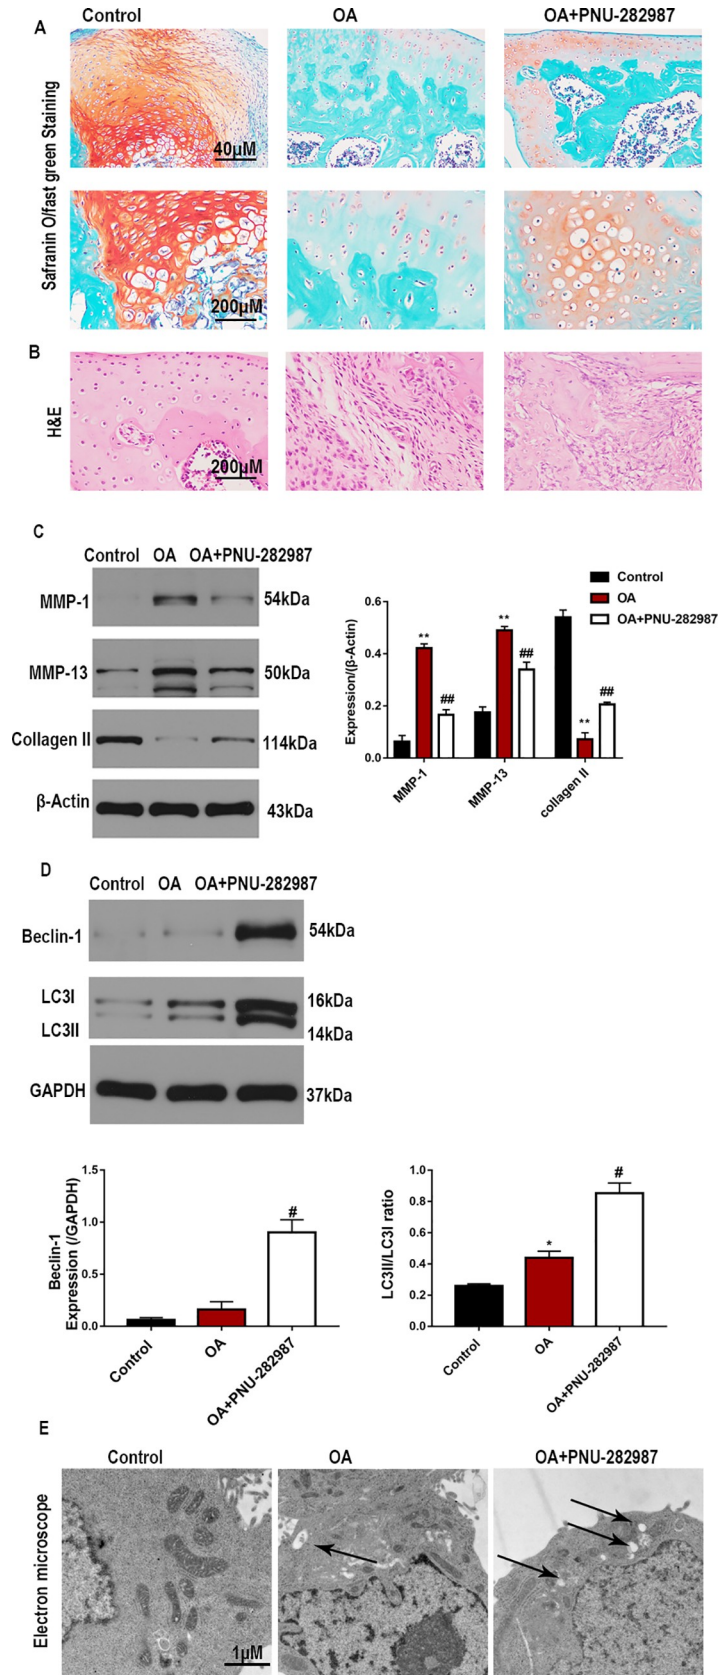 A
Control OA OA+PNU-282987
Safranin O/fast green Staining
40μM
200μM
B
H&E
200μM
C
Control OA OA+PNU-282987
MMP-1 54kDa
MMP-13 50kDa
Collagen II 114kDa
β-Actin 43kDa
Control
OA
OA+PNU-282987
Expression/(β-Actin)
0.6
0.4
0.2
0.0
** ## ** ## ** ##
MMP-1 MMP-13 collagen II
D
Control OA OA+PNU-282987
Beclin-1 54kDa
LC3I 16kDa
LC3II 14kDa
GAPDH 37kDa
Beclin-1
Expression (/GAPDH)
1.5
1.0
0.5
0.0
#
Control OA OA+PNU-282987
LC3II/LC3I ratio
1.0
0.8
0.6
0.4
0.2
0.0
* #
Control OA OA+PNU-282987
E
Control OA OA+PNU-282987
Electron microscope
1μM